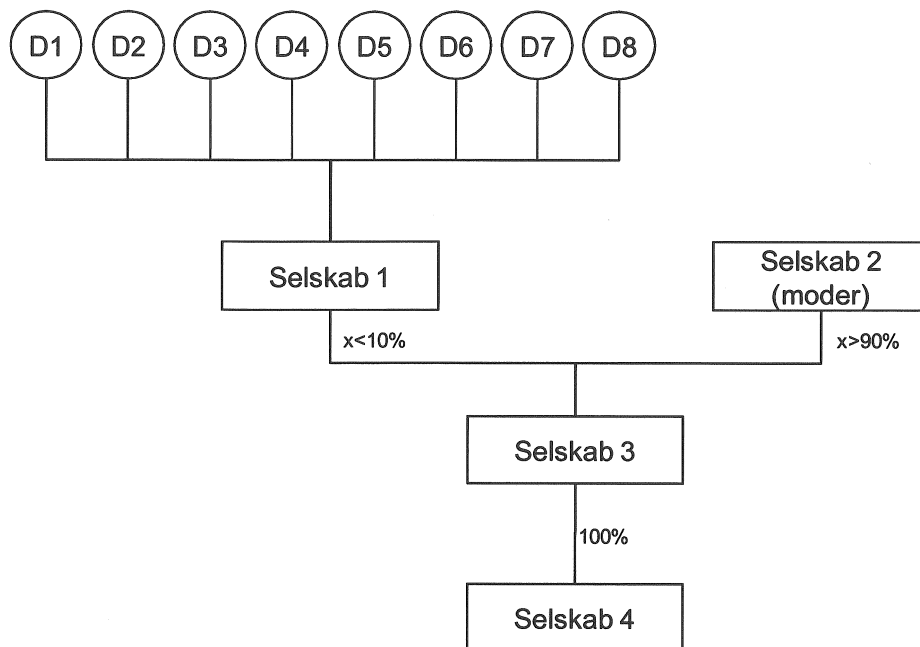 D1 D2 D3 D4 D5 D6 D7 D8
Selskab 1
Selskab 2
(moder)
x<10%
x>90%
Selskab 3
100%
Selskab 4